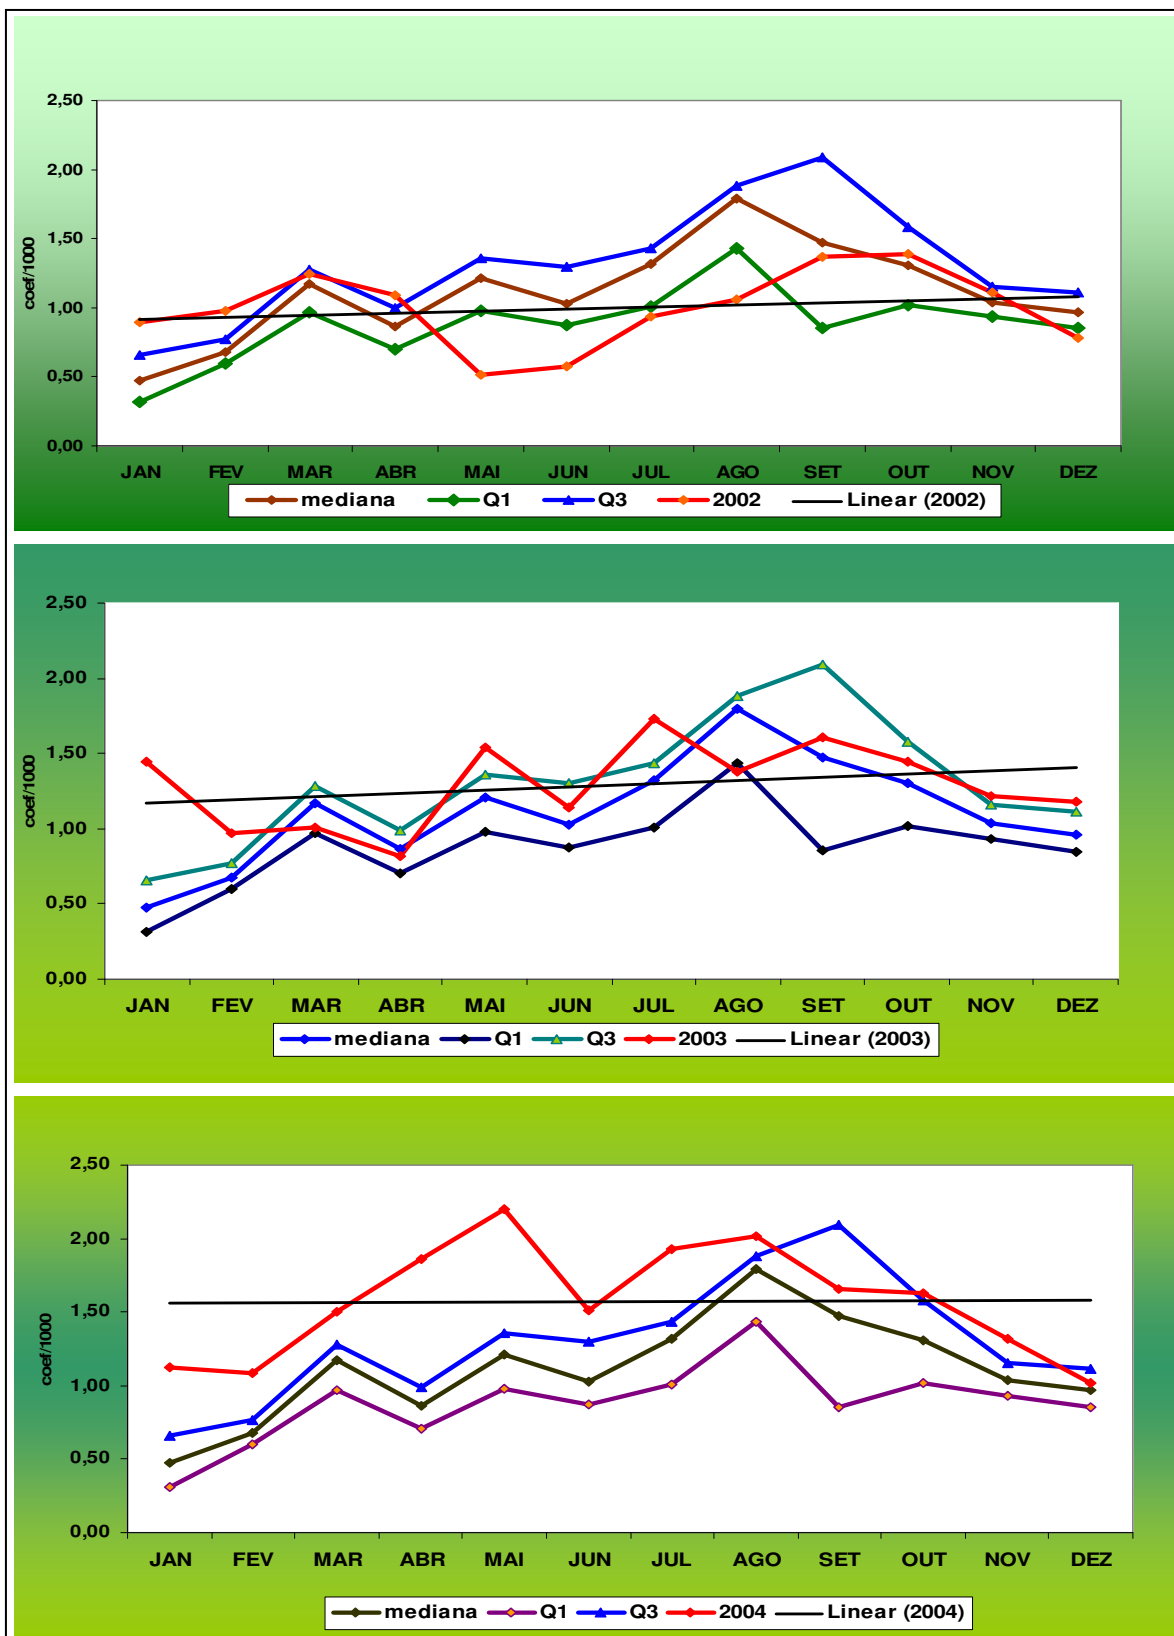 2,50
2,00
1,50
1,00
0,50
0,00
coef/1000
JAN FEV MAR ABR MAI JUN JUL AGO SET OUT NOV DEZ
mediana Q1 Q3 2002 Linear (2002)
2,50
2,00
1,50
1,00
0,50
0,00
coef/1000
JAN FEV MAR ABR MAI JUN JUL AGO SET OUT NOV DEZ
mediana Q1 Q3 2003 Linear (2003)
2,50
2,00
1,50
1,00
0,50
0,00
coef/1000
JAN FEV MAR ABR MAI JUN JUL AGO SET OUT NOV DEZ
mediana Q1 Q3 2004 Linear (2004)